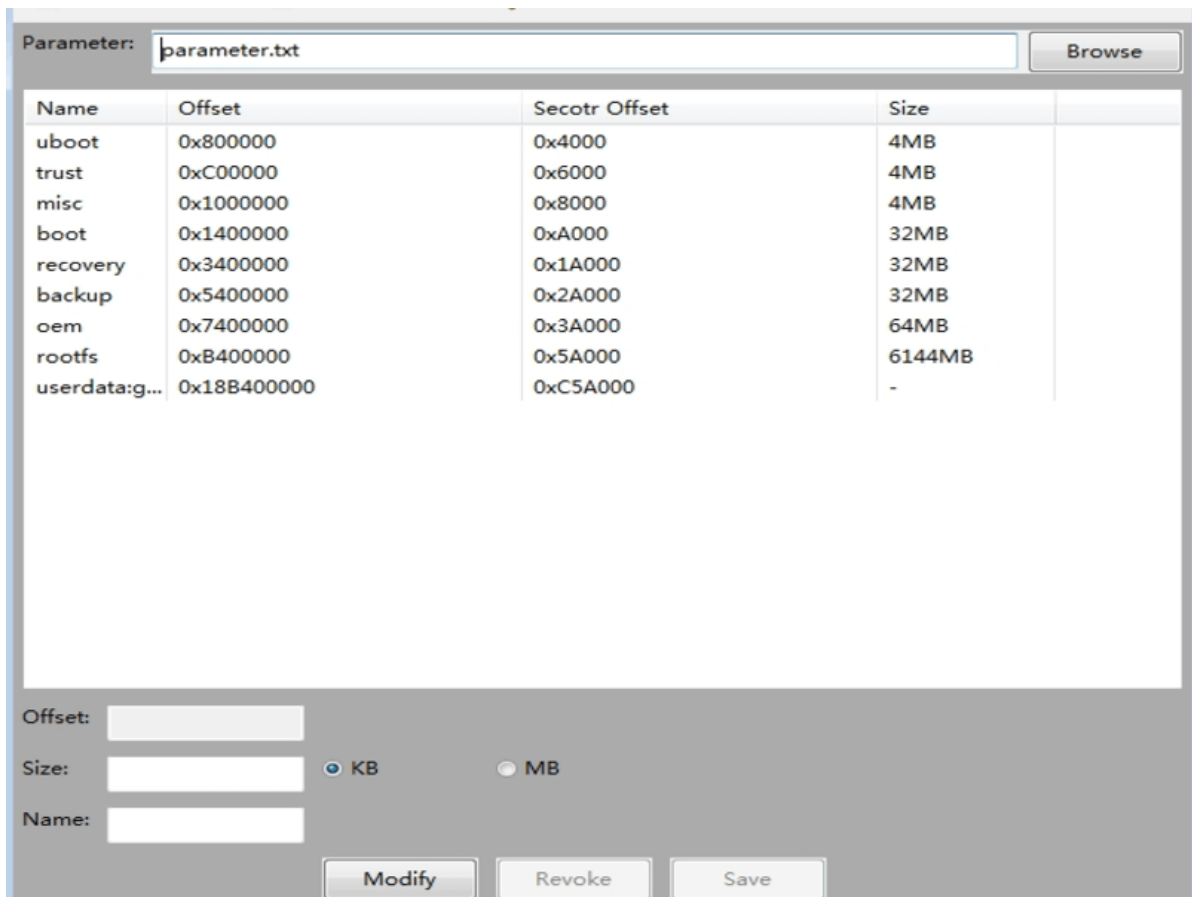 Parameter: parameter.txt Browse
Name Offset Secotr Offset Size
uboot 0x800000 0x4000 4MB
trust 0xC00000 0x6000 4MB
misc 0x1000000 0x8000 4MB
boot 0x1400000 0xA000 32MB
recovery 0x3400000 0x1A000 32MB
backup 0x5400000 0x2A000 32MB
oem 0x7400000 0x3A000 64MB
rootfs 0xB400000 0x5A000 6144MB
userdata:g... 0x18B400000 0xC5A000 -
Offset:
Size: KB MB
Name:
Modify Revoke Save